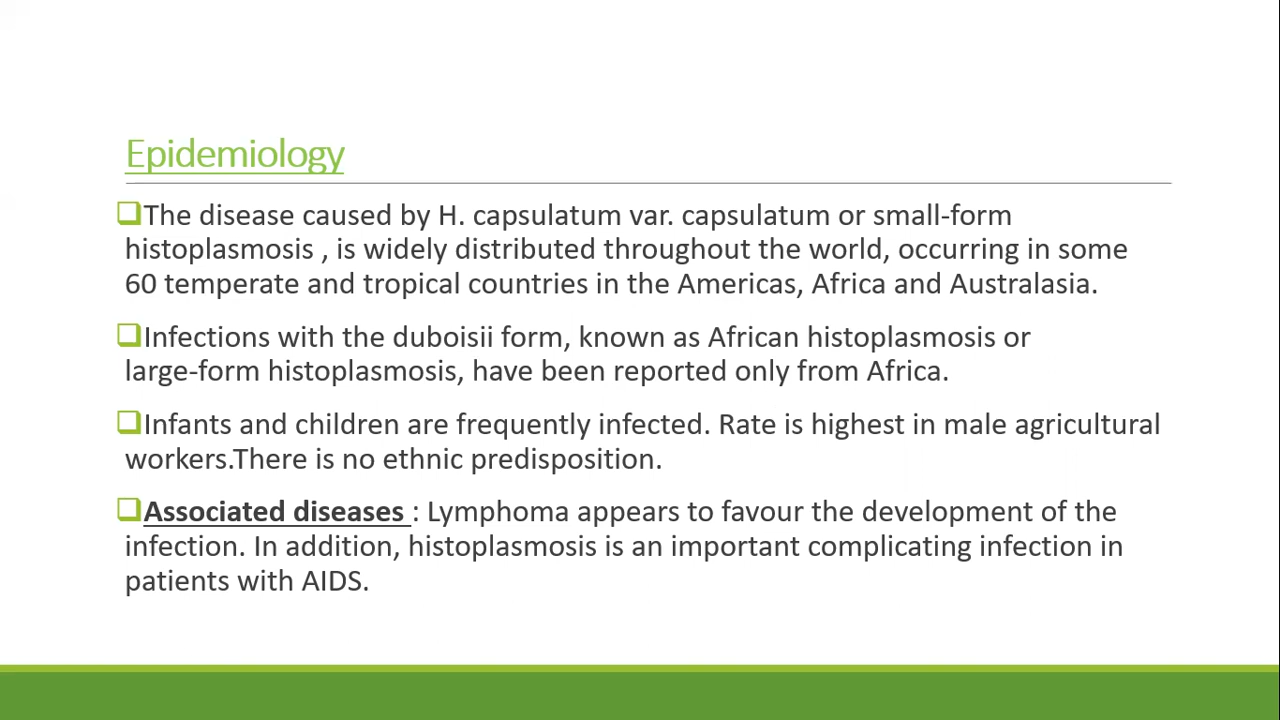 Epidemiology
❑The disease caused by H. capsulatum var. capsulatum or small-form
histoplasmosis , is widely distributed throughout the world, occurring in some
60 temperate and tropical countries in the Americas, Africa and Australasia.
❑Infections with the duboisii form, known as African histoplasmosis or
large-form histoplasmosis, have been reported only from Africa.
❑Infants and children are frequently infected. Rate is highest in male agricultural
workers.There is no ethnic predisposition.
❑Associated diseases : Lymphoma appears to favour the development of the
infection. In addition, histoplasmosis is an important complicating infection in
patients with AIDS.